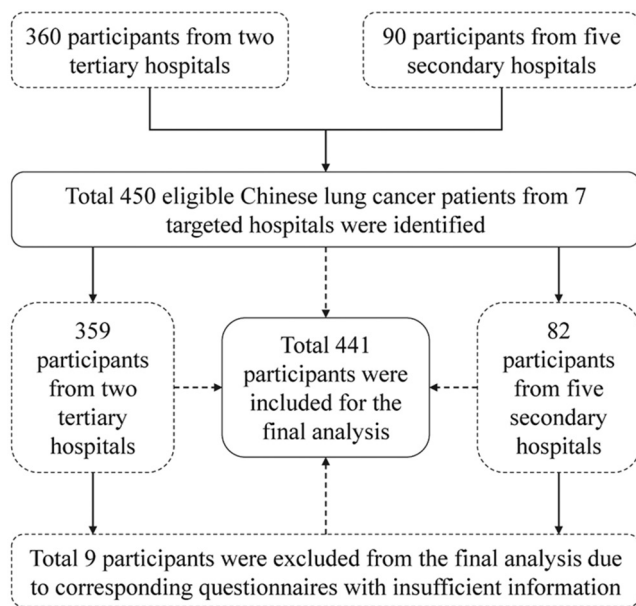 360 participants from two
tertiary hospitals
90 participants from five
secondary hospitals
Total 450 eligible Chinese lung cancer patients from 7
targeted hospitals were identified
359
participants
from two
tertiary
hospitals
Total 441
participants were
included for the
final analysis
82
participants
from five
secondary
hospitals
Total 9 participants were excluded from the final analysis due
to corresponding questionnaires with insufficient information